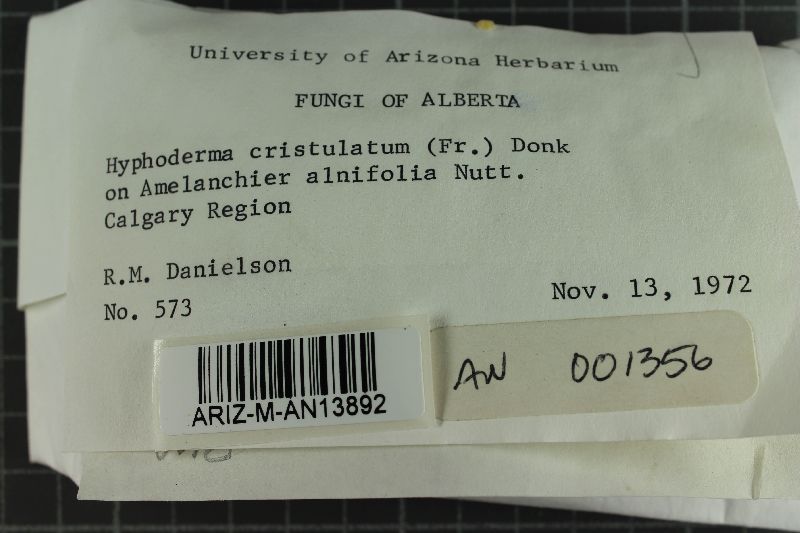 University of Arizona Herbarium
FUNGI OF ALBERTA
Hyphoderma cristulatum (Fr.) Donk
on Amelanchier alnifolia Nutt.
Calgary Region
R.M. Danielson
No. 573
Nov. 13, 1972
ARIZ-M-AN13892
AN 001356